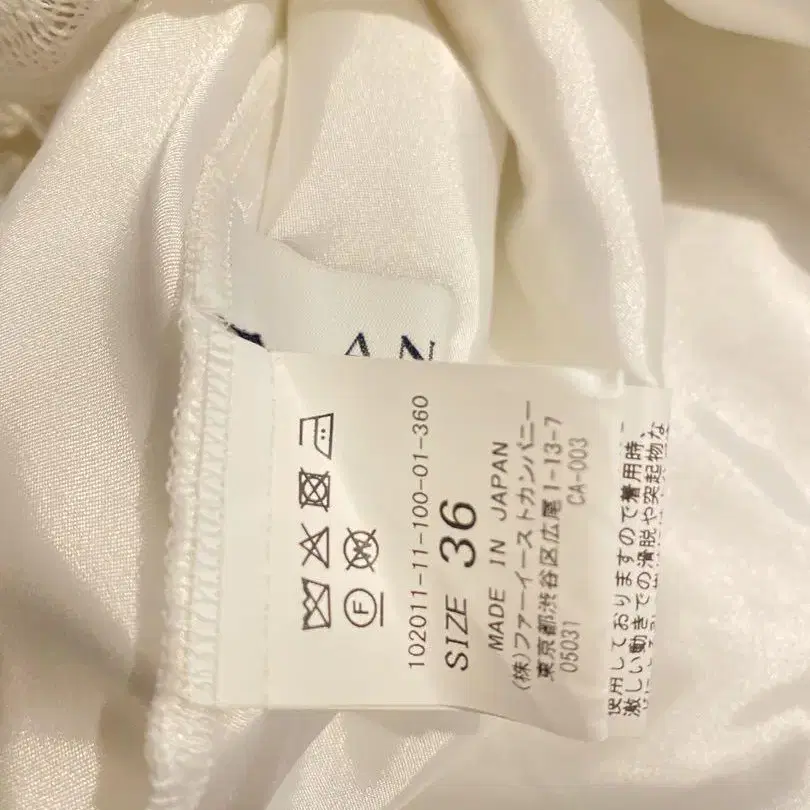 AN
102011-11-100-01-360
SIZE 36
MADE IN JAPAN
(株)ファーイーストカンパニー
東京都渋谷区広尾1-13-7
05031 CA-003
使用しておりますので着用時、
激しい動きでの滑脱や突起物な
F
W